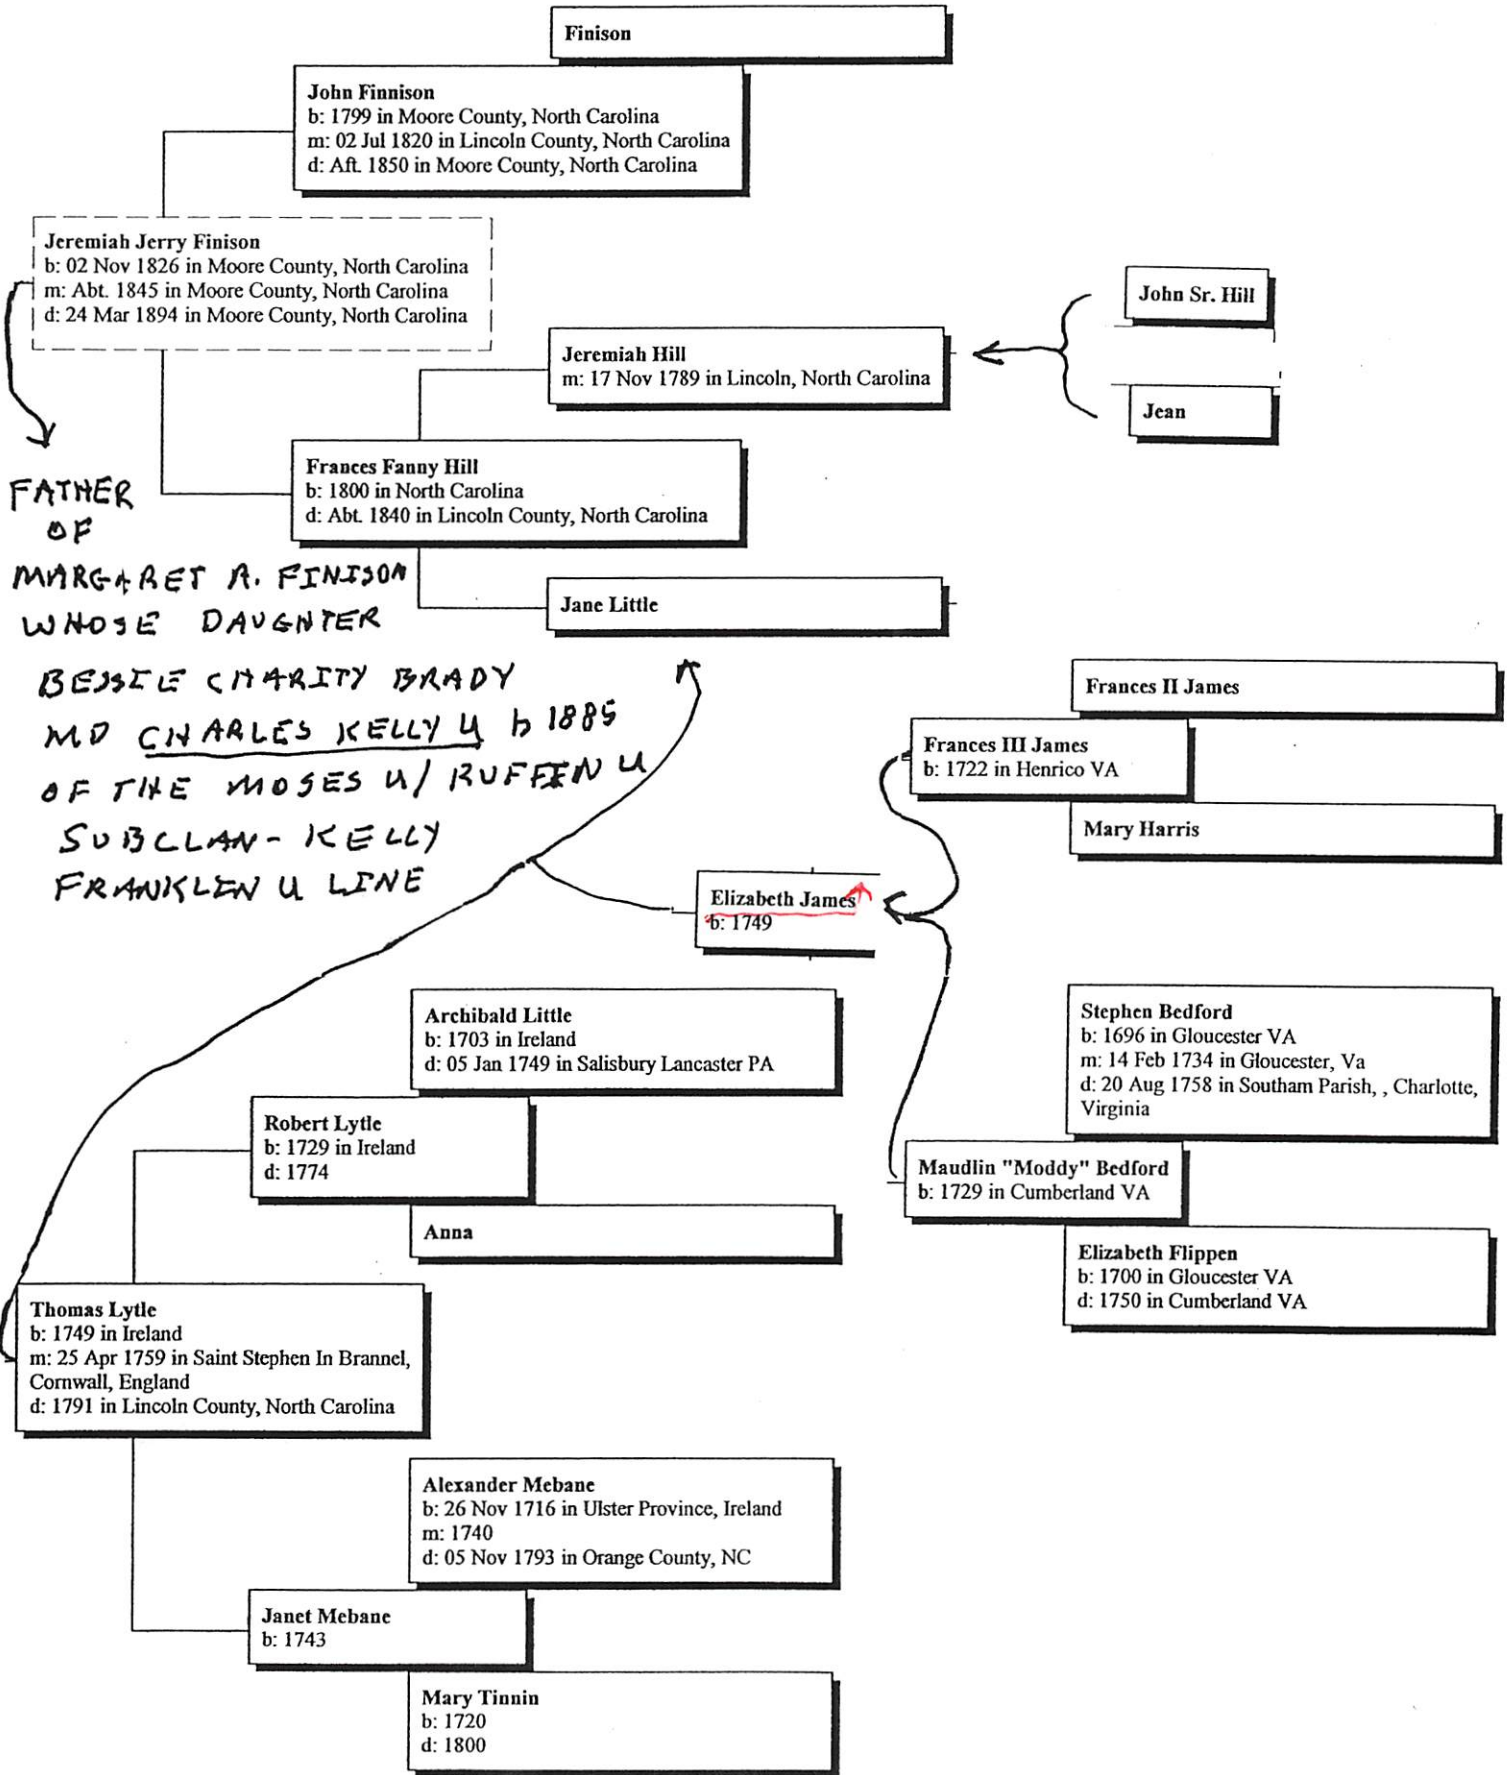 Finison
John Finnison
b: 1799 in Moore County, North Carolina
m: 02 Jul 1820 in Lincoln County, North Carolina
d: Aft. 1850 in Moore County, North Carolina
Jeremiah Jerry Finison
b: 02 Nov 1826 in Moore County, North Carolina
m: Abt. 1845 in Moore County, North Carolina
d: 24 Mar 1894 in Moore County, North Carolina
John Sr. Hill
Jeremiah Hill
m: 17 Nov 1789 in Lincoln, North Carolina
Jean
Frances Fanny Hill
b: 1800 in North Carolina
d: Abt. 1840 in Lincoln County, North Carolina
Jane Little
FATHER
OF
MARGARET A. FINISON
WHOSE DAUGHTER
BESSIE CHARITY BRADY
MD CHARLES KELLY U b 1885
OF THE MOSES U/ RUFFIN U
SUBCLAN - KELLY
FRANKLIN U LINE
Frances II James
Frances III James
b: 1722 in Henrico VA
Mary Harris
Elizabeth James
b: 1749
Archibald Little
b: 1703 in Ireland
d: 05 Jan 1749 in Salisbury Lancaster PA
Robert Lytle
b: 1729 in Ireland
d: 1774
Anna
Stephen Bedford
b: 1696 in Gloucester VA
m: 14 Feb 1734 in Gloucester, Va
d: 20 Aug 1758 in Southam Parish, , Charlotte,
Virginia
Maudlin "Moddy" Bedford
b: 1729 in Cumberland VA
Elizabeth Flippen
b: 1700 in Gloucester VA
d: 1750 in Cumberland VA
Thomas Lytle
b: 1749 in Ireland
m: 25 Apr 1759 in Saint Stephen In Brannel,
Cornwall, England
d: 1791 in Lincoln County, North Carolina
Alexander Mebane
b: 26 Nov 1716 in Ulster Province, Ireland
m: 1740
d: 05 Nov 1793 in Orange County, NC
Janet Mebane
b: 1743
Mary Tinnin
b: 1720
d: 1800